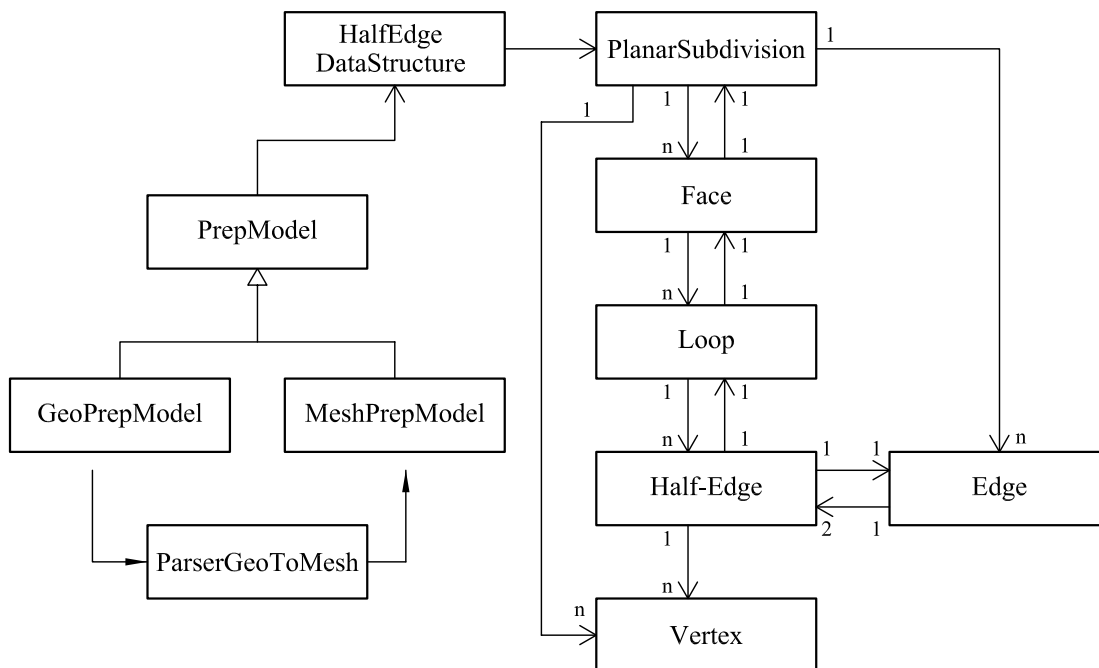 HalfEdge
DataStructure
PlanarSubdivision
1
1
1
1
n
1
Face
PrepModel
1
1
n
1
Loop
GeoPrepModel
MeshPrepModel
1
1
n
1
n
Half-Edge
1
1
Edge
2
1
ParserGeoToMesh
1
n
n
Vertex